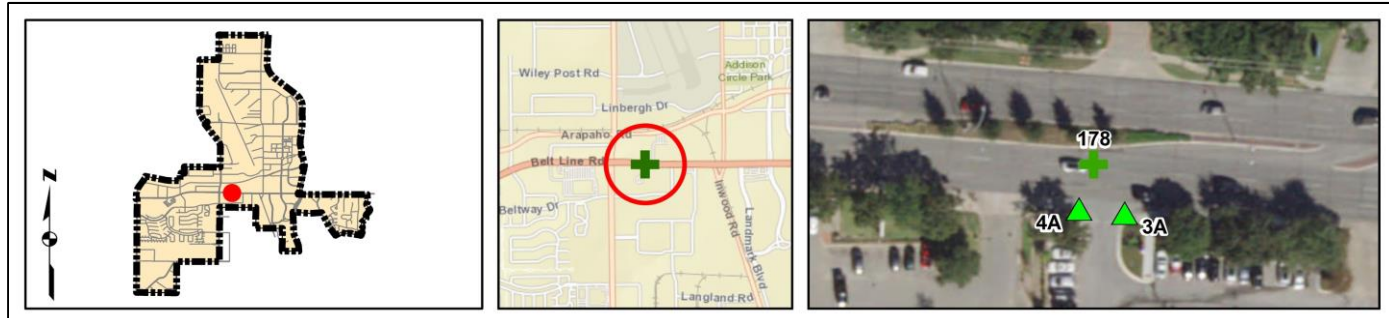 N
Wiley Post Rd
Addison
Circle Park
Linbergh Dr
Arapaho Rd
Belt Line Rd
Beltway Dr
Inwood Rd
Landmark Blvd
Langland Rd
178
4A
3A